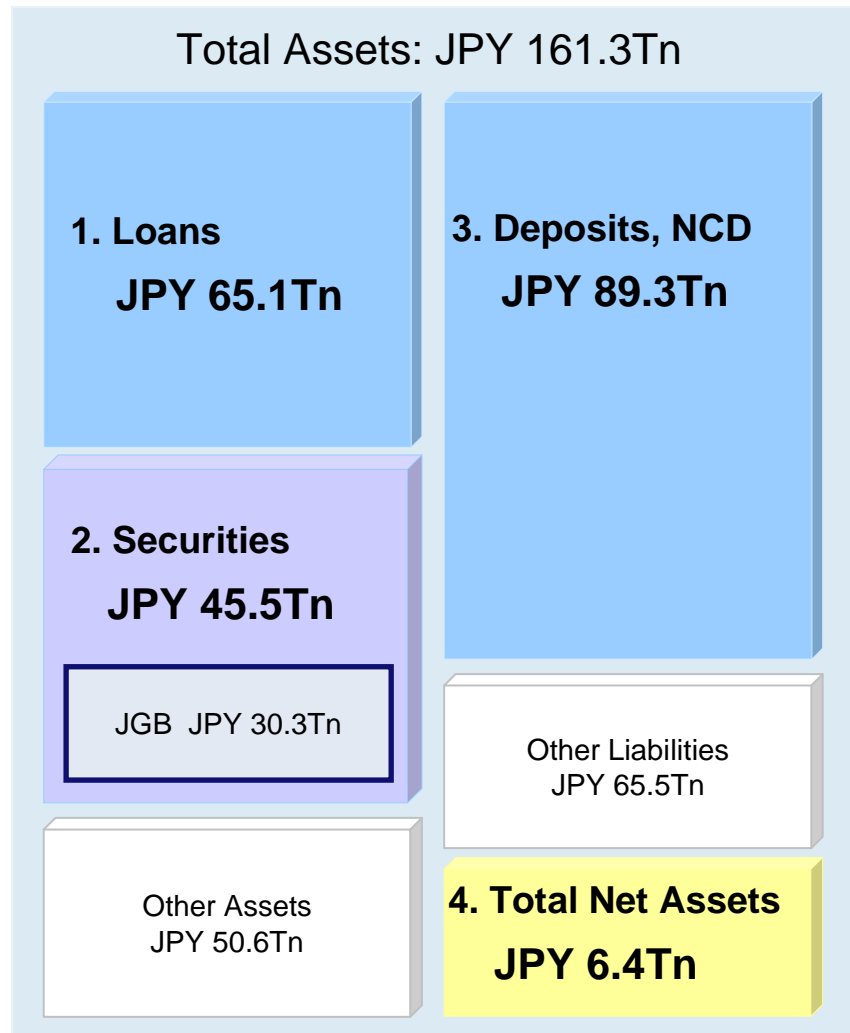 Total Assets: JPY 161.3Tn
1. Loans
JPY 65.1Tn
2. Securities
JPY 45.5Tn
JGB JPY 30.3Tn
Other Assets
JPY 50.6Tn
3. Deposits, NCD
JPY 89.3Tn
Other Liabilities
JPY 65.5Tn
4. Total Net Assets
JPY 6.4Tn